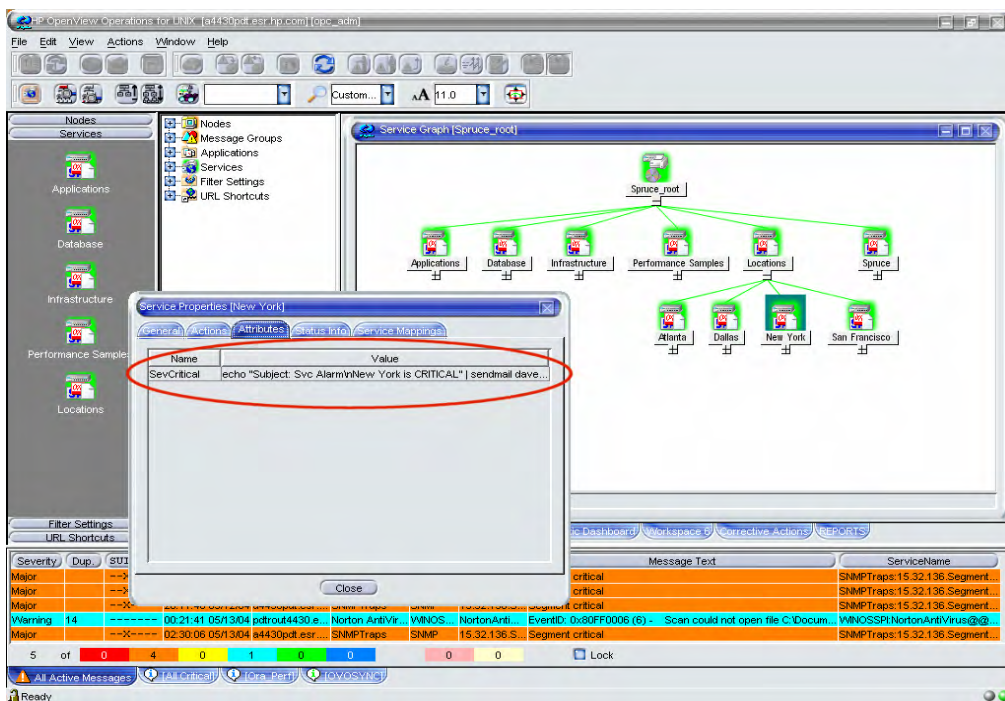 HP OpenView Operations for UNIX [a4430pdt.esr.hp.com] [opc_adm]
File Edit View Actions Window Help
Custom... AA 11.0
Nodes
Services
Applications
Database
Infrastructure
Performance Sample
Locations
Filter Settings
URL Shortcuts
Nodes
Message Groups
Applications
Services
Filter Settings
URL Shortcuts
Service Graph [Spruce_root]
Spruce_root
Applications Database Infrastructure Performance Samples Locations Spruce
Atlanta Dallas New York San Francisco
Service Properties [New York]
General Actions Attributes Status Info Service Mappings
Name Value
SevCritical echo "Subject: Svc Alarm\nNew York is CRITICAL" | sendmail dave...
Close
ic Dashboard Workspace 6 Corrective Actions REPORTS
Severity Dup. SUI Message Text ServiceName
Major --X critical SNMPTraps:15.32.136.Segment...
Major critical SNMPTraps:15.32.136.Segment...
Major --X- Segment critical SNMPTraps:15.32.136.Segment...
Warning 14 ------- 00:21:41 05/13/04 pdtrout4430.e... Norton AntiVir... WINOS... NortonAnti... EventID: 0x80FF0006 (6) - Scan could not open file C:\Docum... WINOSSPI:NortonAntiVirus@@...
Major --X---- 02:30:06 05/13/04 a4430pdt.esr.... SNMPTraps SNMP 15.32.136.S... Segment critical SNMPTraps:15.32.136.Segment...
5 of 0 4 0 1 0 0 0 0 Lock
All Active Messages [All Critical] [Ora_Perf] [OVOSYNC]
Ready